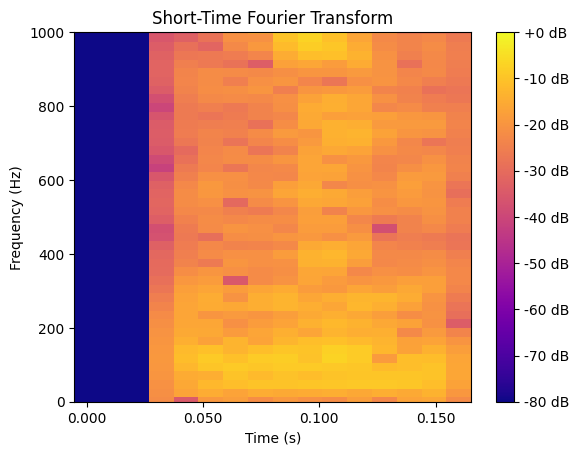 Short-Time Fourier Transform
1000
800
600
400
200
0
Frequency (Hz)
0.000
0.050
0.100
0.150
Time (s)
+0 dB
-10 dB
-20 dB
-30 dB
-40 dB
-50 dB
-60 dB
-70 dB
-80 dB